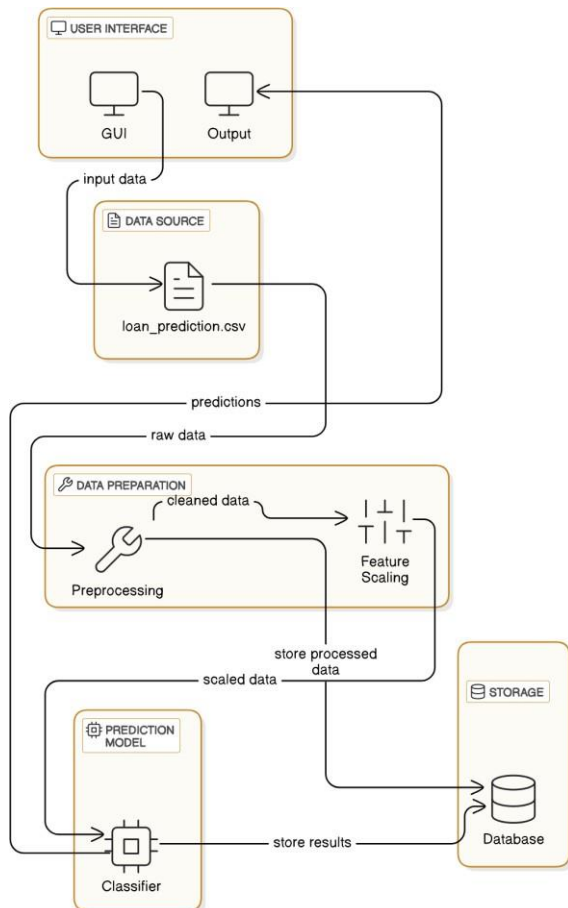 USER INTERFACE
GUI
Output
input data
DATA SOURCE
loan_prediction.csv
predictions
raw data
DATA PREPARATION
cleaned data
Preprocessing
Feature
Scaling
store processed
data
scaled data
STORAGE
PREDICTION
MODEL
Database
store results
Classifier